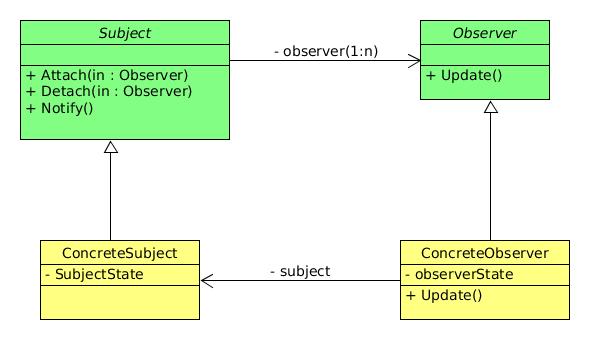 Subject
+ Attach(in : Observer)
+ Detach(in : Observer)
+ Notify()
- observer(1:n)
Observer
+ Update()
ConcreteSubject
- SubjectState
- subject
ConcreteObserver
- observerState
+ Update()